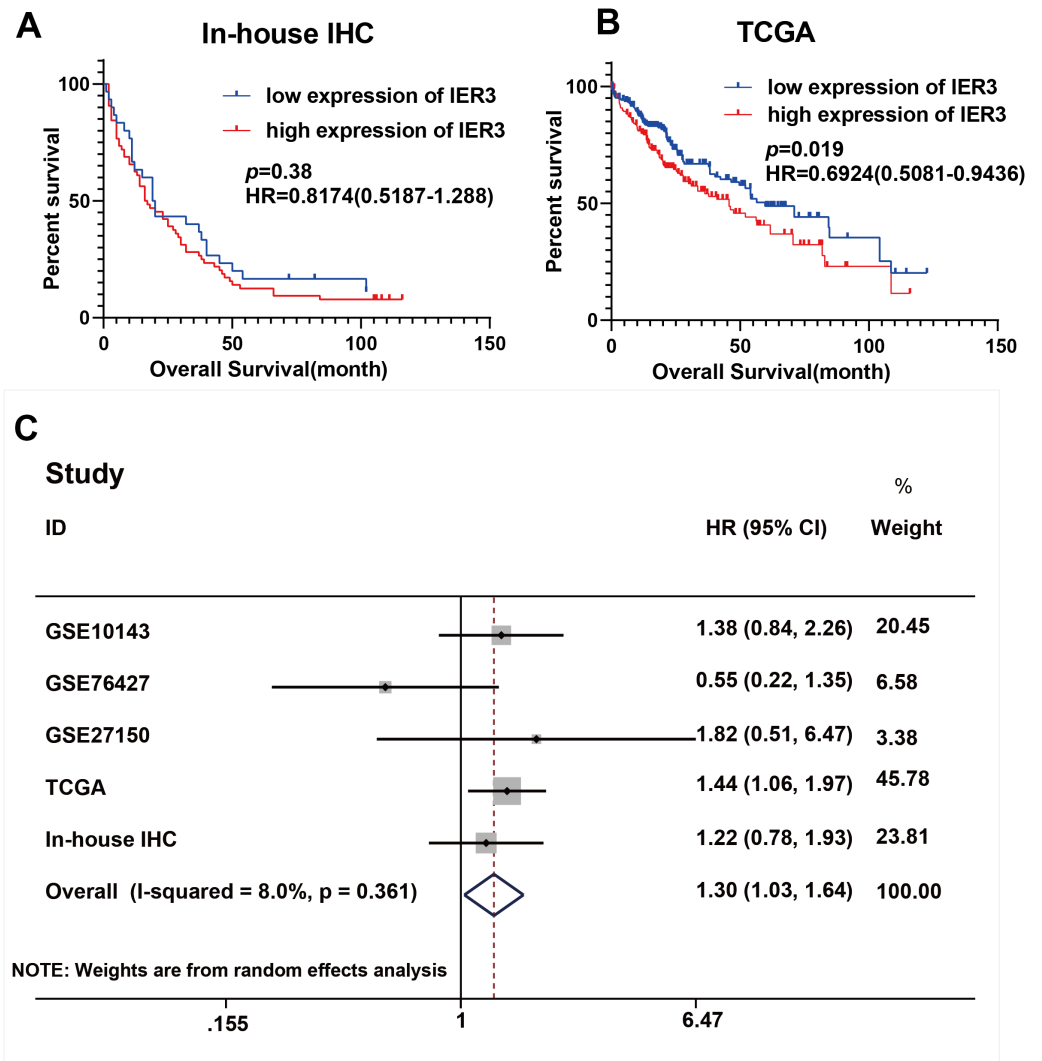 A
In-house IHC
Percent survival
100
50
0
low expression of IER3
high expression of IER3
p=0.38
HR=0.8174(0.5187-1.288)
0 50 100 150
Overall Survival(month)
B
TCGA
Percent survival
100
50
0
low expression of IER3
high expression of IER3
p=0.019
HR=0.6924(0.5081-0.9436)
0 50 100 150
Overall Survival(month)
C
Study
%
ID HR (95% CI) Weight
GSE10143 1.38 (0.84, 2.26) 20.45
GSE76427 0.55 (0.22, 1.35) 6.58
GSE27150 1.82 (0.51, 6.47) 3.38
TCGA 1.44 (1.06, 1.97) 45.78
In-house IHC 1.22 (0.78, 1.93) 23.81
Overall (I-squared = 8.0%, p = 0.361) 1.30 (1.03, 1.64) 100.00
NOTE: Weights are from random effects analysis
.155 1 6.47